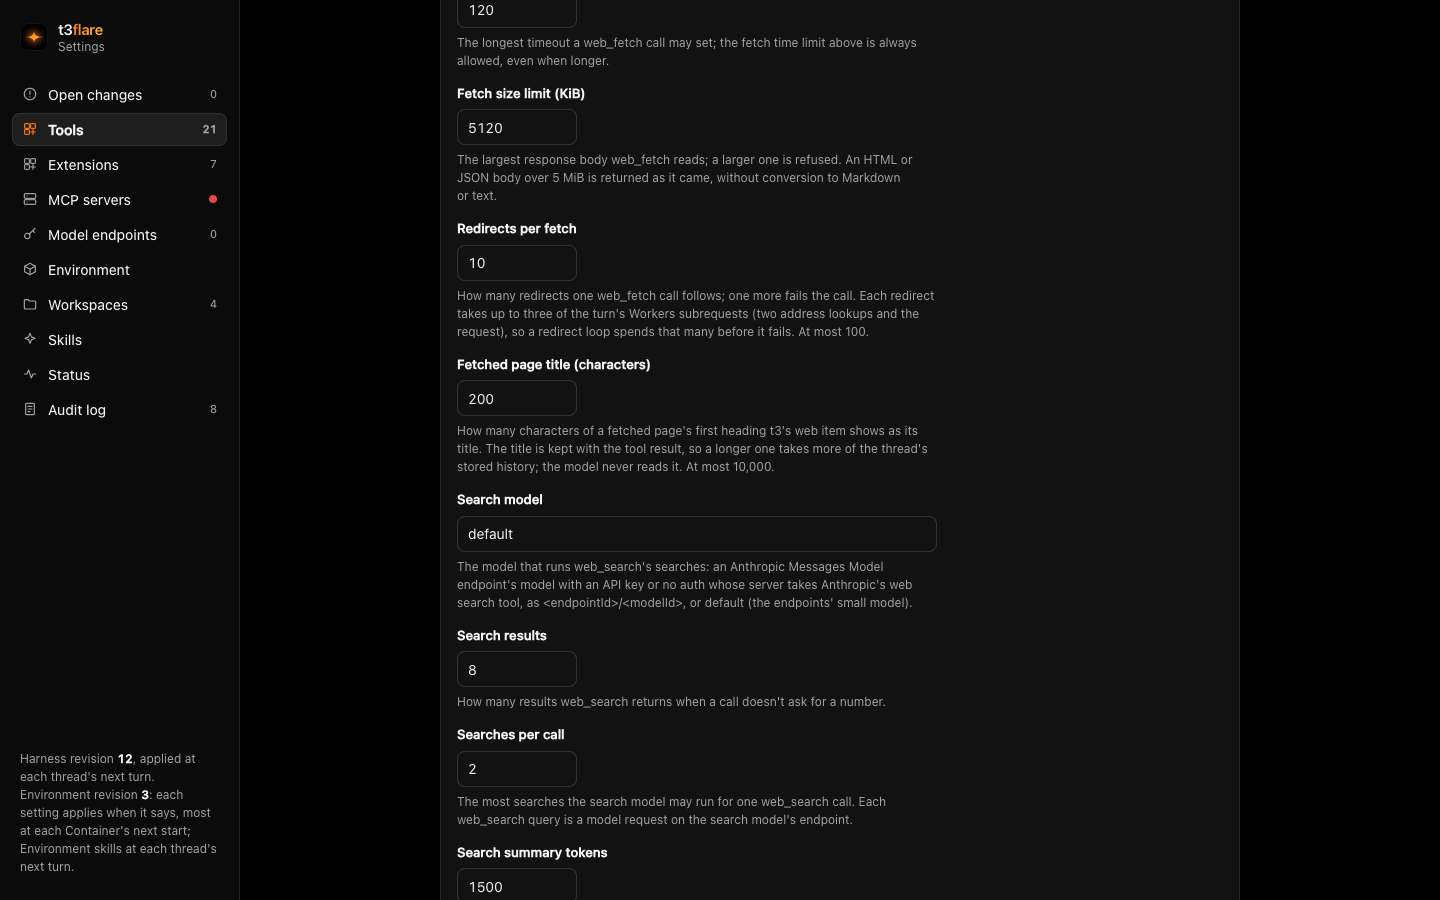 t3flare
Settings
Open changes 0
Tools 21
Extensions 7
MCP servers
Model endpoints 0
Environment
Workspaces 4
Skills
Status
Audit log 8
Harness revision 12, applied at
each thread's next turn.
Environment revision 3: each
setting applies when it says, most
at each Container's next start;
Environment skills at each thread's
next turn.
120
The longest timeout a web_fetch call may set; the fetch time limit above is always
allowed, even when longer.
Fetch size limit (KiB)
5120
The largest response body web_fetch reads; a larger one is refused. An HTML or
JSON body over 5 MiB is returned as it came, without conversion to Markdown
or text.
Redirects per fetch
10
How many redirects one web_fetch call follows; one more fails the call. Each redirect
takes up to three of the turn's Workers subrequests (two address lookups and the
request), so a redirect loop spends that many before it fails. At most 100.
Fetched page title (characters)
200
How many characters of a fetched page's first heading t3's web item shows as its
title. The title is kept with the tool result, so a longer one takes more of the thread's
stored history; the model never reads it. At most 10,000.
Search model
default
The model that runs web_search's searches: an Anthropic Messages Model
endpoint's model with an API key or no auth whose server takes Anthropic's web
search tool, as <endpointId>/<modelId>, or default (the endpoints' small model).
Search results
8
How many results web_search returns when a call doesn't ask for a number.
Searches per call
2
The most searches the search model may run for one web_search call. Each
web_search query is a model request on the search model's endpoint.
Search summary tokens
1500